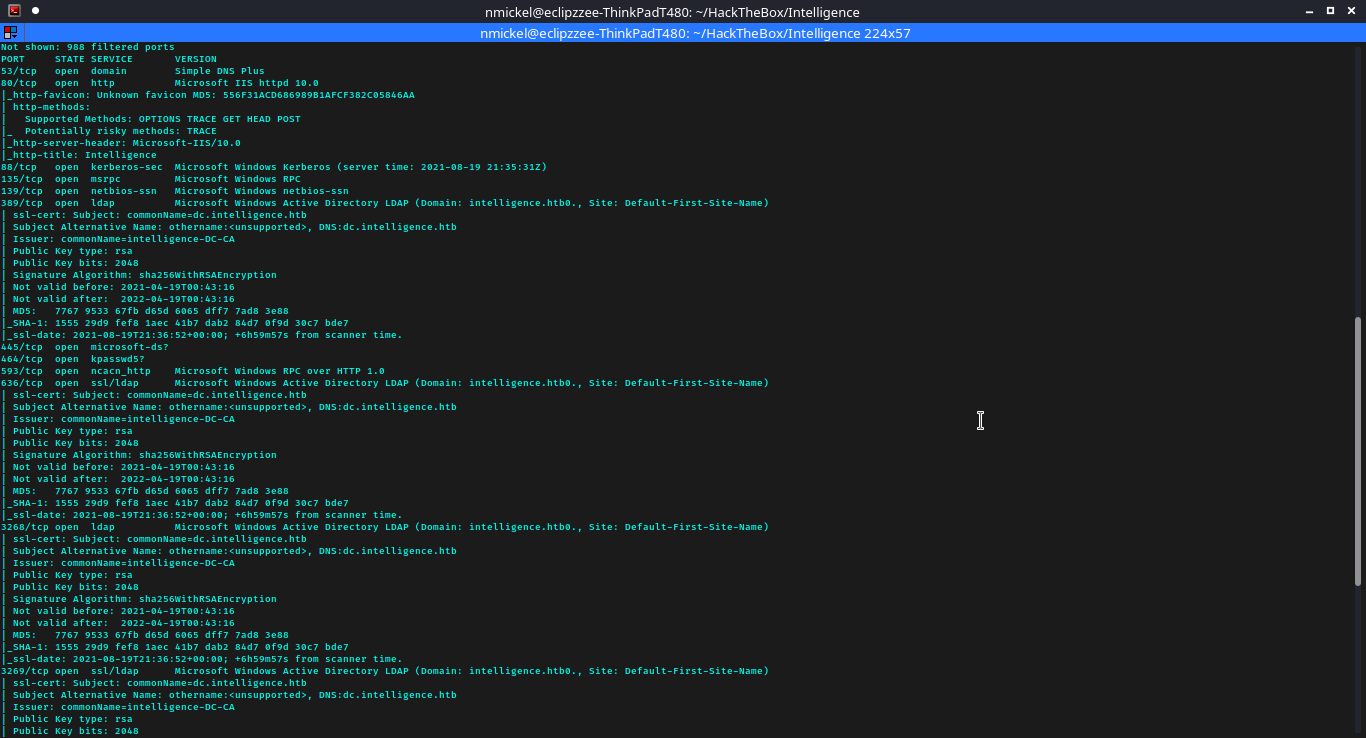 nmickel@eclipzzee-ThinkPadT480: ~/HackTheBox/Intelligence
nmickel@eclipzzee-ThinkPadT480: ~/HackTheBox/Intelligence 224x57
Not shown: 988 filtered ports
PORT     STATE SERVICE       VERSION
53/tcp   open  domain        Simple DNS Plus
80/tcp   open  http          Microsoft IIS httpd 10.0
|_http-favicon: Unknown favicon MD5: 556F31ACD686989B1AFCF382C05846AA
| http-methods:
|   Supported Methods: OPTIONS TRACE GET HEAD POST
|_  Potentially risky methods: TRACE
|_http-server-header: Microsoft-IIS/10.0
|_http-title: Intelligence
88/tcp   open  kerberos-sec  Microsoft Windows Kerberos (server time: 2021-08-19 21:35:31Z)
135/tcp  open  msrpc         Microsoft Windows RPC
139/tcp  open  netbios-ssn   Microsoft Windows netbios-ssn
389/tcp  open  ldap          Microsoft Windows Active Directory LDAP (Domain: intelligence.htb0., Site: Default-First-Site-Name)
| ssl-cert: Subject: commonName=dc.intelligence.htb
| Subject Alternative Name: othername:<unsupported>, DNS:dc.intelligence.htb
| Issuer: commonName=intelligence-DC-CA
| Public Key type: rsa
| Public Key bits: 2048
| Signature Algorithm: sha256WithRSAEncryption
| Not valid before: 2021-04-19T00:43:16
| Not valid after:  2022-04-19T00:43:16
| MD5:   7767 9533 67fb d65d 6065 dff7 7ad8 3e88
|_SHA-1: 1555 29d9 fef8 1aec 41b7 dab2 84d7 0f9d 30c7 bde7
|_ssl-date: 2021-08-19T21:36:52+00:00; +6h59m57s from scanner time.
445/tcp  open  microsoft-ds?
464/tcp  open  kpasswd5?
593/tcp  open  ncacn_http    Microsoft Windows RPC over HTTP 1.0
636/tcp  open  ssl/ldap      Microsoft Windows Active Directory LDAP (Domain: intelligence.htb0., Site: Default-First-Site-Name)
| ssl-cert: Subject: commonName=dc.intelligence.htb
| Subject Alternative Name: othername:<unsupported>, DNS:dc.intelligence.htb
| Issuer: commonName=intelligence-DC-CA
| Public Key type: rsa
| Public Key bits: 2048
| Signature Algorithm: sha256WithRSAEncryption
| Not valid before: 2021-04-19T00:43:16
| Not valid after:  2022-04-19T00:43:16
| MD5:   7767 9533 67fb d65d 6065 dff7 7ad8 3e88
|_SHA-1: 1555 29d9 fef8 1aec 41b7 dab2 84d7 0f9d 30c7 bde7
|_ssl-date: 2021-08-19T21:36:52+00:00; +6h59m57s from scanner time.
3268/tcp open  ldap          Microsoft Windows Active Directory LDAP (Domain: intelligence.htb0., Site: Default-First-Site-Name)
| ssl-cert: Subject: commonName=dc.intelligence.htb
| Subject Alternative Name: othername:<unsupported>, DNS:dc.intelligence.htb
| Issuer: commonName=intelligence-DC-CA
| Public Key type: rsa
| Public Key bits: 2048
| Signature Algorithm: sha256WithRSAEncryption
| Not valid before: 2021-04-19T00:43:16
| Not valid after:  2022-04-19T00:43:16
| MD5:   7767 9533 67fb d65d 6065 dff7 7ad8 3e88
|_SHA-1: 1555 29d9 fef8 1aec 41b7 dab2 84d7 0f9d 30c7 bde7
|_ssl-date: 2021-08-19T21:36:52+00:00; +6h59m57s from scanner time.
3269/tcp open  ssl/ldap      Microsoft Windows Active Directory LDAP (Domain: intelligence.htb0., Site: Default-First-Site-Name)
| ssl-cert: Subject: commonName=dc.intelligence.htb
| Subject Alternative Name: othername:<unsupported>, DNS:dc.intelligence.htb
| Issuer: commonName=intelligence-DC-CA
| Public Key type: rsa
| Public Key bits: 2048